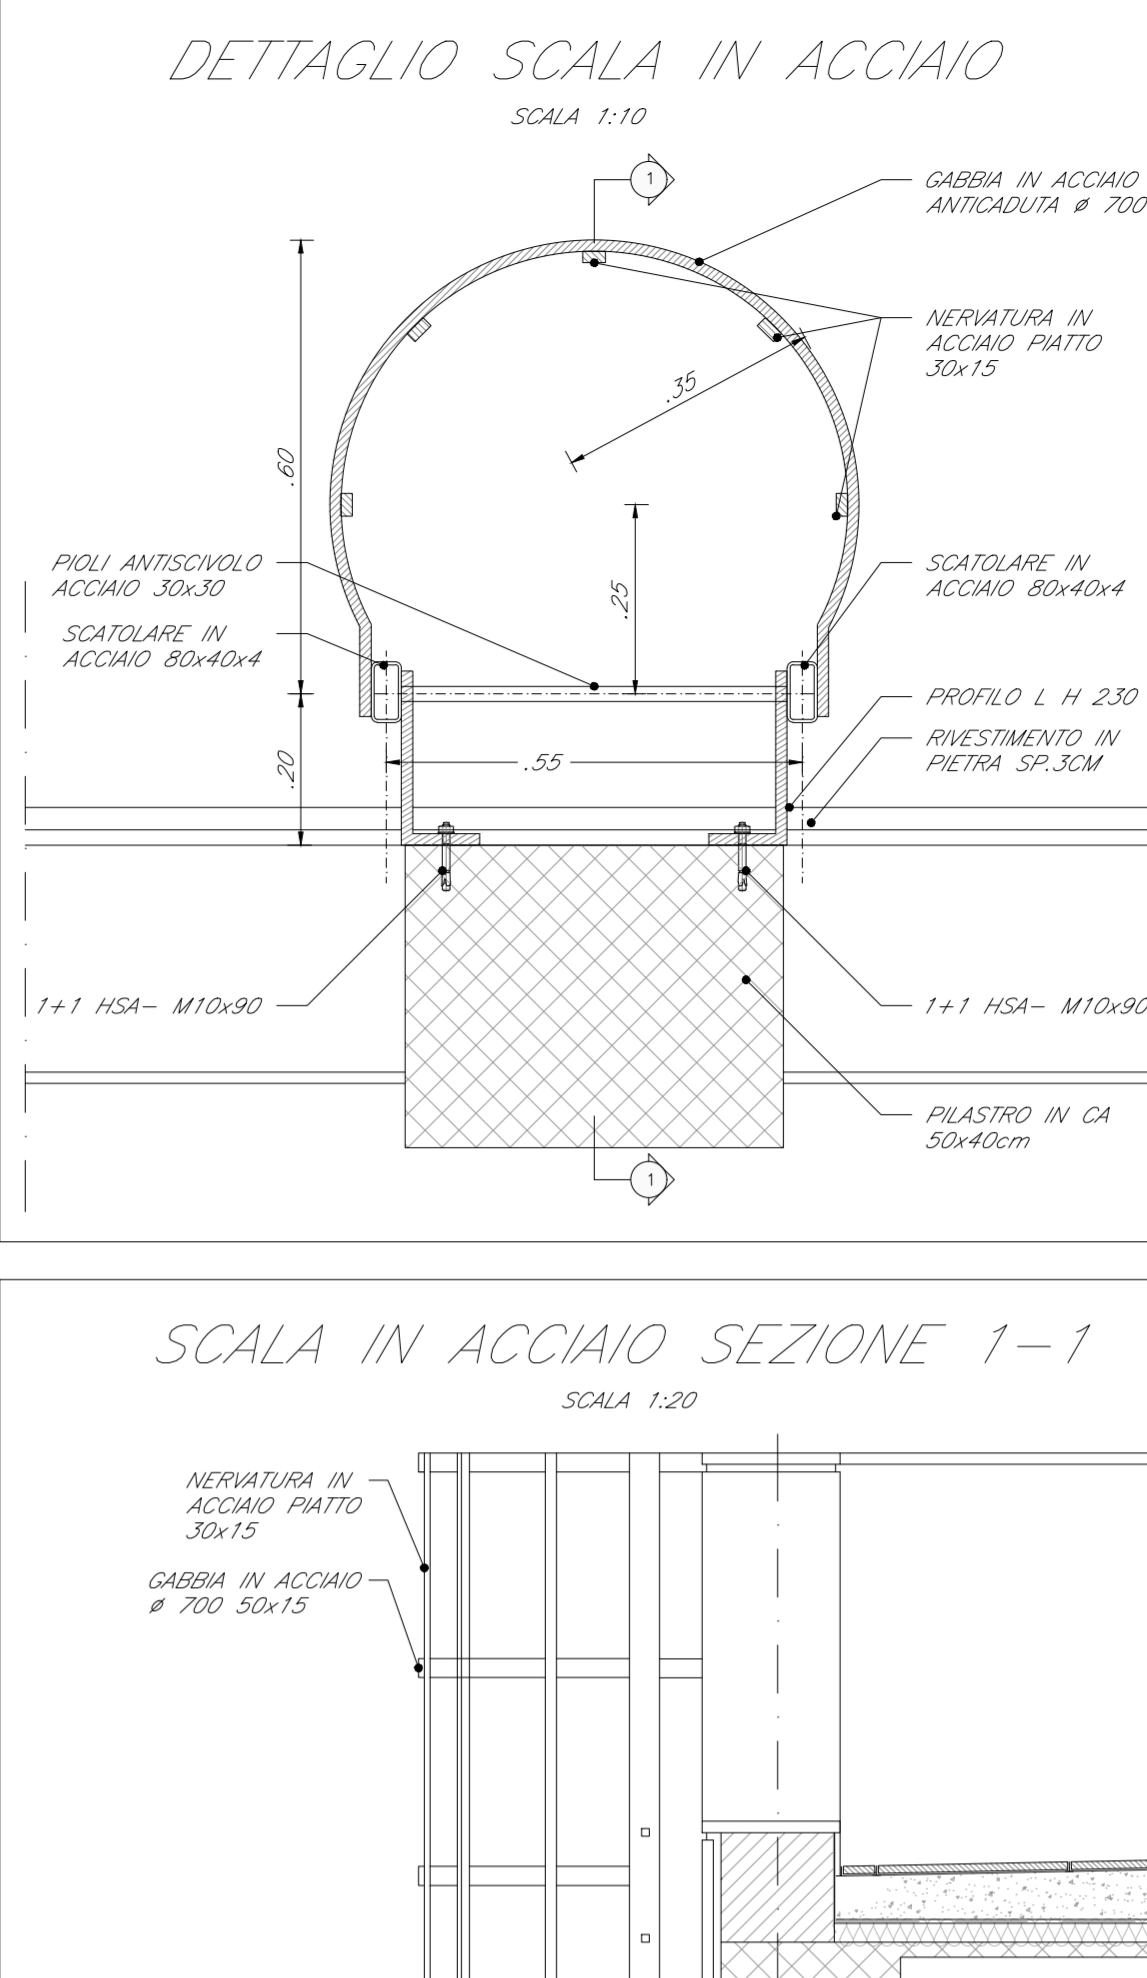 DETTAGLIO SCALA IN ACCIAIO
SCALA 1:10
1
GABBIA IN ACCIAIO
ANTICADUTA ø 700
NERVATURA IN
ACCIAIO PIATTO
30x15
.35
.60
.25
PIOLI ANTISCIVOLO
ACCIAIO 30x30
SCATOLARE IN
ACCIAIO 80x40x4
SCATOLARE IN
ACCIAIO 80x40x4
PROFILO L H 230
RIVESTIMENTO IN
PIETRA SP.3CM
.20
.55
1+1 HSA- M10x90
1+1 HSA- M10x90
PILASTRO IN CA
50x40cm
1
SCALA IN ACCIAIO SEZIONE 1-1
SCALA 1:20
NERVATURA IN
ACCIAIO PIATTO
30x15
GABBIA IN ACCIAIO
ø 700 50x15